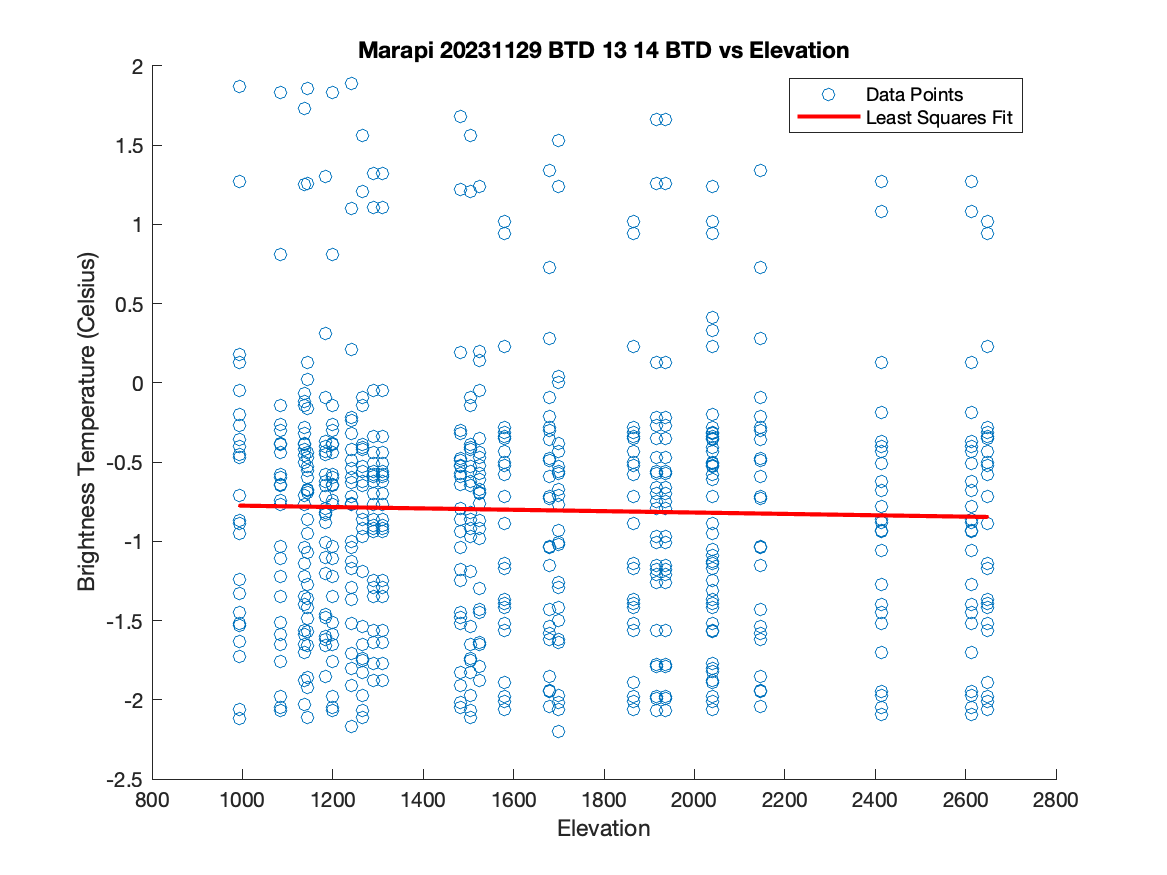 Marapi 20231129 BTD 13 14 BTD vs Elevation
Data Points
Least Squares Fit
2
1.5
1
0.5
0
-0.5
-1
-1.5
-2
-2.5
Brightness Temperature (Celsius)
800 1000 1200 1400 1600 1800 2000 2200 2400 2600 2800
Elevation